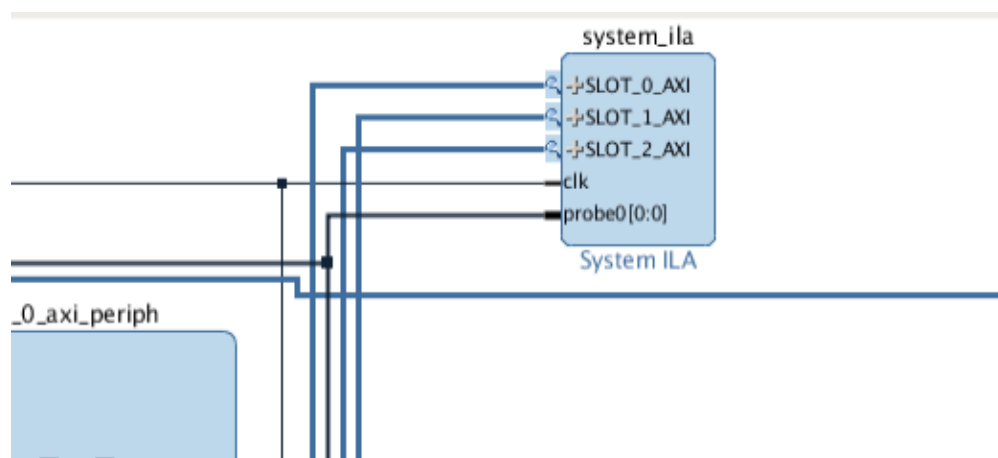 system_ila
SLOT_0_AXI
SLOT_1_AXI
SLOT_2_AXI
clk
probe0[0:0]
System ILA
_0_axi_periph